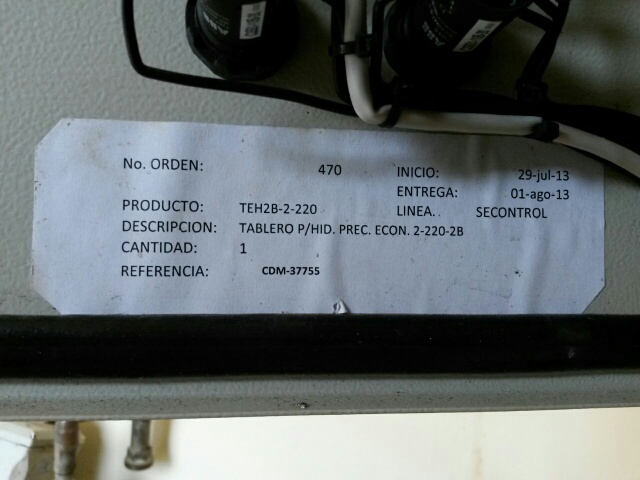 No. ORDEN: 470 INICIO: 29-jul-13
ENTREGA: 01-ago-13
PRODUCTO: TEH2B-2-220 LINEA. SECONTROL
DESCRIPCION: TABLERO P/HID. PREC. ECON. 2-220-2B
CANTIDAD: 1
REFERENCIA: CDM-37755